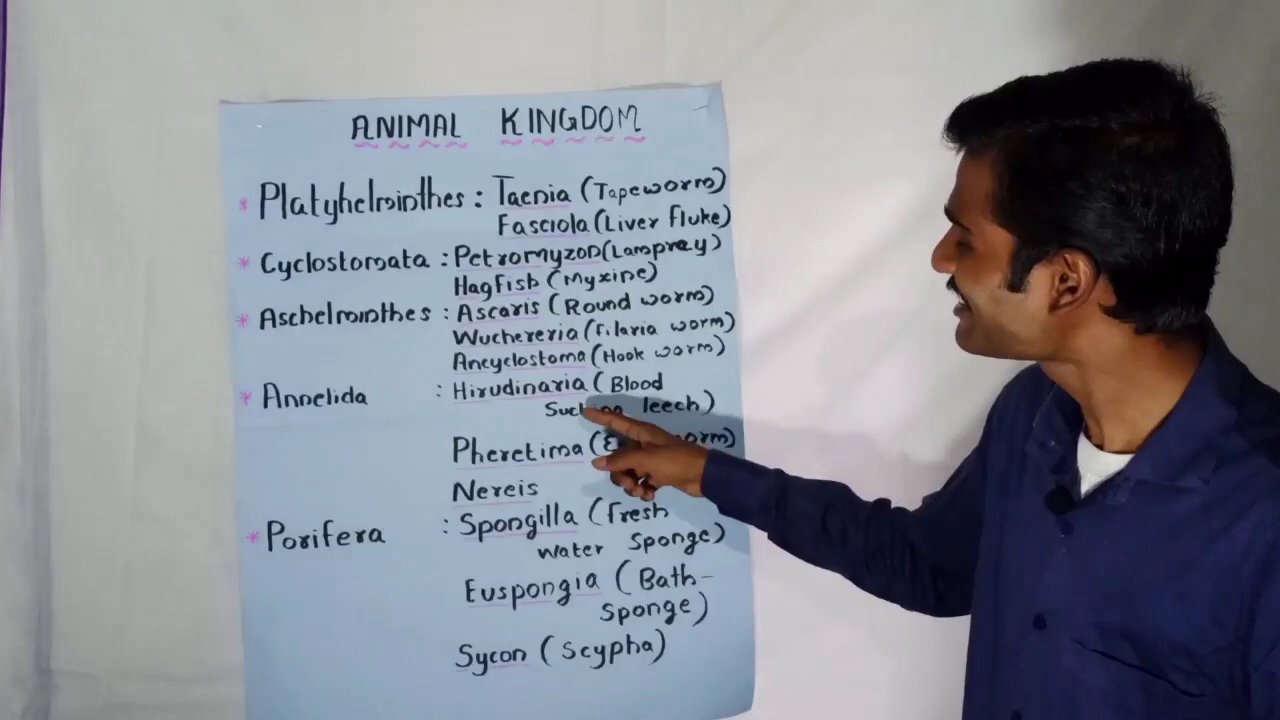 ANIMAL KINGDOM
* Platyhelminthes : Taenia (Tapeworm)
Fasciola (Liver fluke)
* Cyclostomata : Petromyzon (Lamprey)
Hagfish (Myxine)
* Aschelminthes : Ascaris (Round worm)
Wuchereria (Filaria worm)
Ancyclostoma (Hook worm)
* Annelida : Hirudinaria (Blood
leech)
Pheretima (
Nereis
* Porifera : Spongilla (Fresh
water sponge)
Euspongia (Bath-
sponge)
Sycon (Scypha)